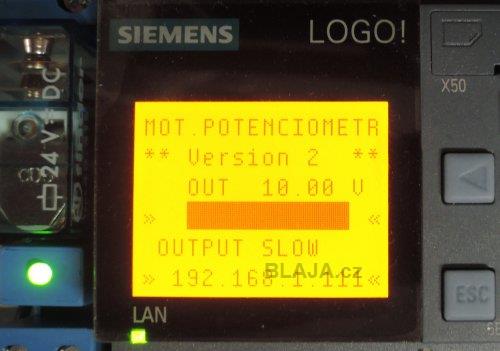 SIEMENS LOGO!
X50
24 V DC
MOT.POTENCIOMETR
** Version 2 **
OUT 10.00 V
» «
OUTPUT SLOW
BLAJA.cz
» 192.168.1.111«
ESC
LAN